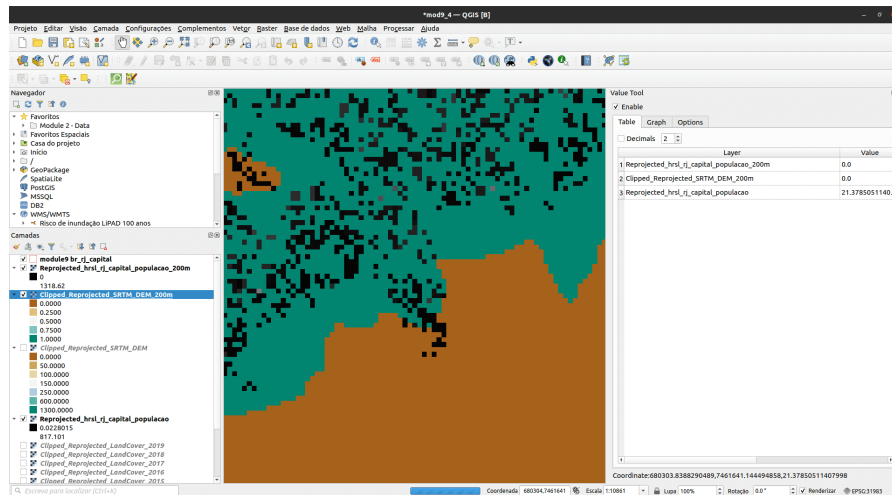 *mod9_4 — QGIS [B]
Projeto Editar Visão Camada Configurações Complementos Vetor Raster Base de dados Web Malha Processar Ajuda
Navegador
Favoritos
Module 2 - Data
Favoritos Espaciais
Casa do projeto
Início
/
GeoPackage
SpatiaLite
PostGIS
MSSQL
DB2
WMS/WMTS
Risco de inundação LiPAD 100 anos
Camadas
module9 br_rj_capital
Reprojected_hrsl_rj_capital_populacao_200m
0
1318.62
Clipped_Reprojected_SRTM_DEM_200m
0.0000
0.2500
0.5000
0.7500
1.0000
Clipped_Reprojected_SRTM_DEM
0.0000
50.0000
100.0000
150.0000
250.0000
600.0000
1300.0000
Reprojected_hrsl_rj_capital_populacao
0.0228015
817.101
Clipped_Reprojected_LandCover_2019
Clipped_Reprojected_LandCover_2018
Clipped_Reprojected_LandCover_2017
Clipped_Reprojected_LandCover_2016
Clipped_Reprojected_LandCover_2015
Value Tool
Enable
Table Graph Options
Decimals 2
Layer Value
1 Reprojected_hrsl_rj_capital_populacao_200m 0.0
2 Clipped_Reprojected_SRTM_DEM_200m 0.0
3 Reprojected_hrsl_rj_capital_populacao 21.3785051140.
Coordinate:680303.8388290489,7461641.144494858,21.37850511407998
Escreva para localizar (Ctrl+K)
Coordenada 680304,7461641 Escala 1:10861 Lupa 100% Rotação 0.0° Renderizar EPSG:31983